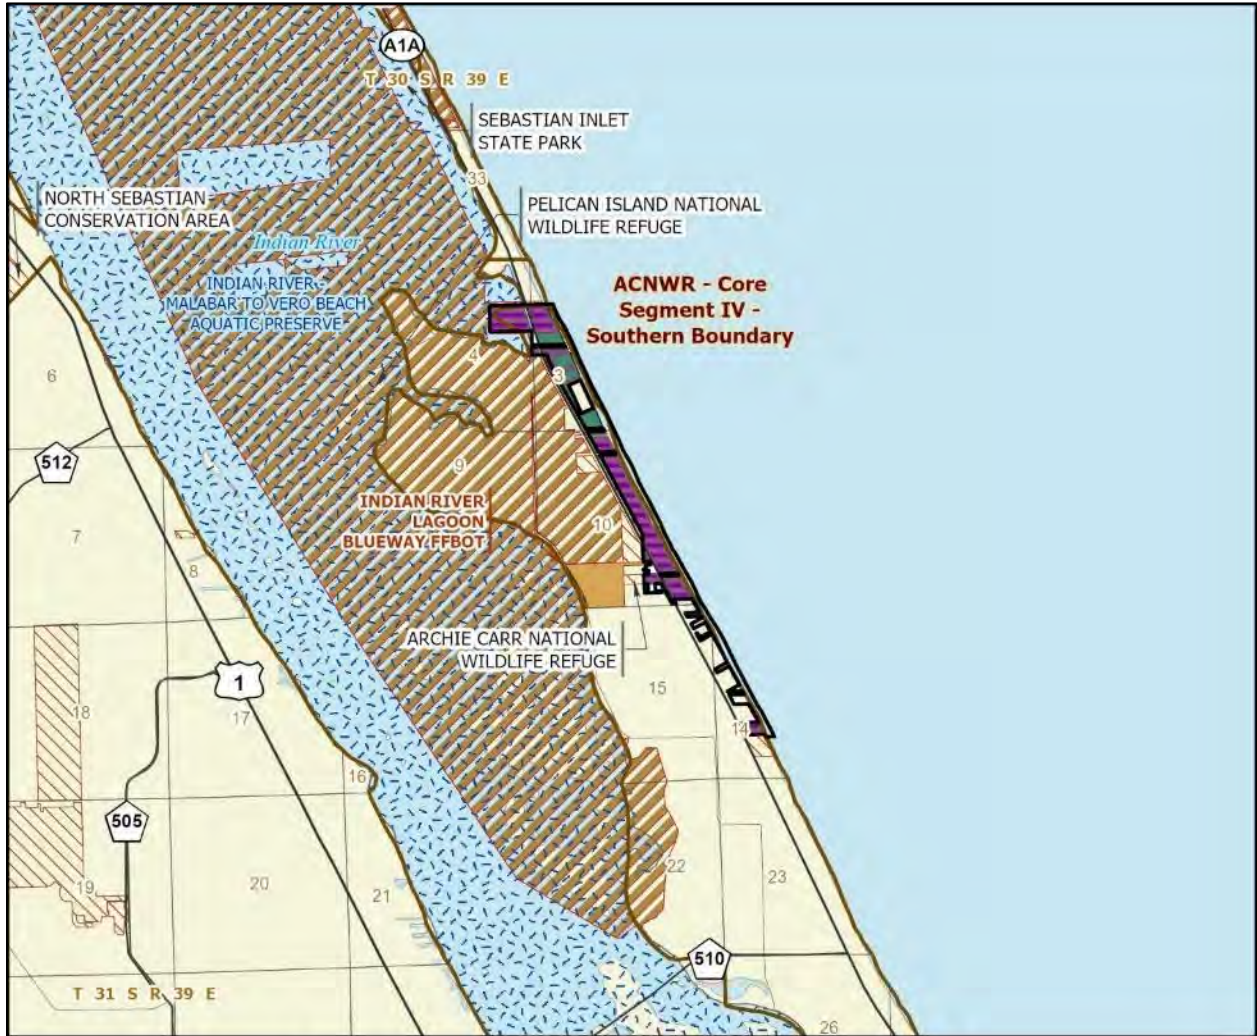 A1A
T 30 S R 39 E
SEBASTIAN INLET
STATE PARK
33
NORTH SEBASTIAN
CONSERVATION AREA
PELICAN ISLAND NATIONAL
WILDLIFE REFUGE
Indian River
INDIAN RIVER -
MALABAR TO VERO BEACH
AQUATIC PRESERVE
ACNWR - Core
Segment IV -
Southern Boundary
4
3
6
512
9
INDIAN RIVER
LAGOON
BLUEWAY FFBOT
10
7
8
ARCHIE CARR NATIONAL
WILDLIFE REFUGE
1
15
18
17
14
16
505
22
23
19
20
21
510
T 31 S R 39 E
26